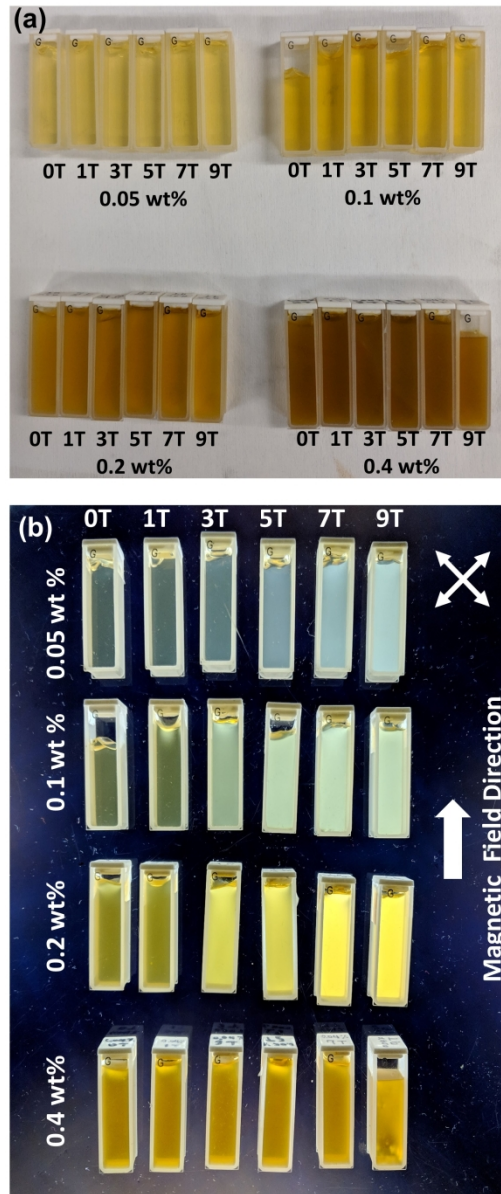 (a)
G G G G G G
G G G G G G
0T 1T 3T 5T 7T 9T
0T 1T 3T 5T 7T 9T
0.05 wt%
0.1 wt%
G G G G G G
G G G G G G
0T 1T 3T 5T 7T 9T
0T 1T 3T 5T 7T 9T
0.2 wt%
0.4 wt%
(b)
0T 1T 3T 5T 7T 9T
0.05 wt %
G G G G G G
0.1 wt %
G G G G G G
0.2 wt%
G G G G G G
0.4 wt%
G G G G G
Magnetic Field Direction